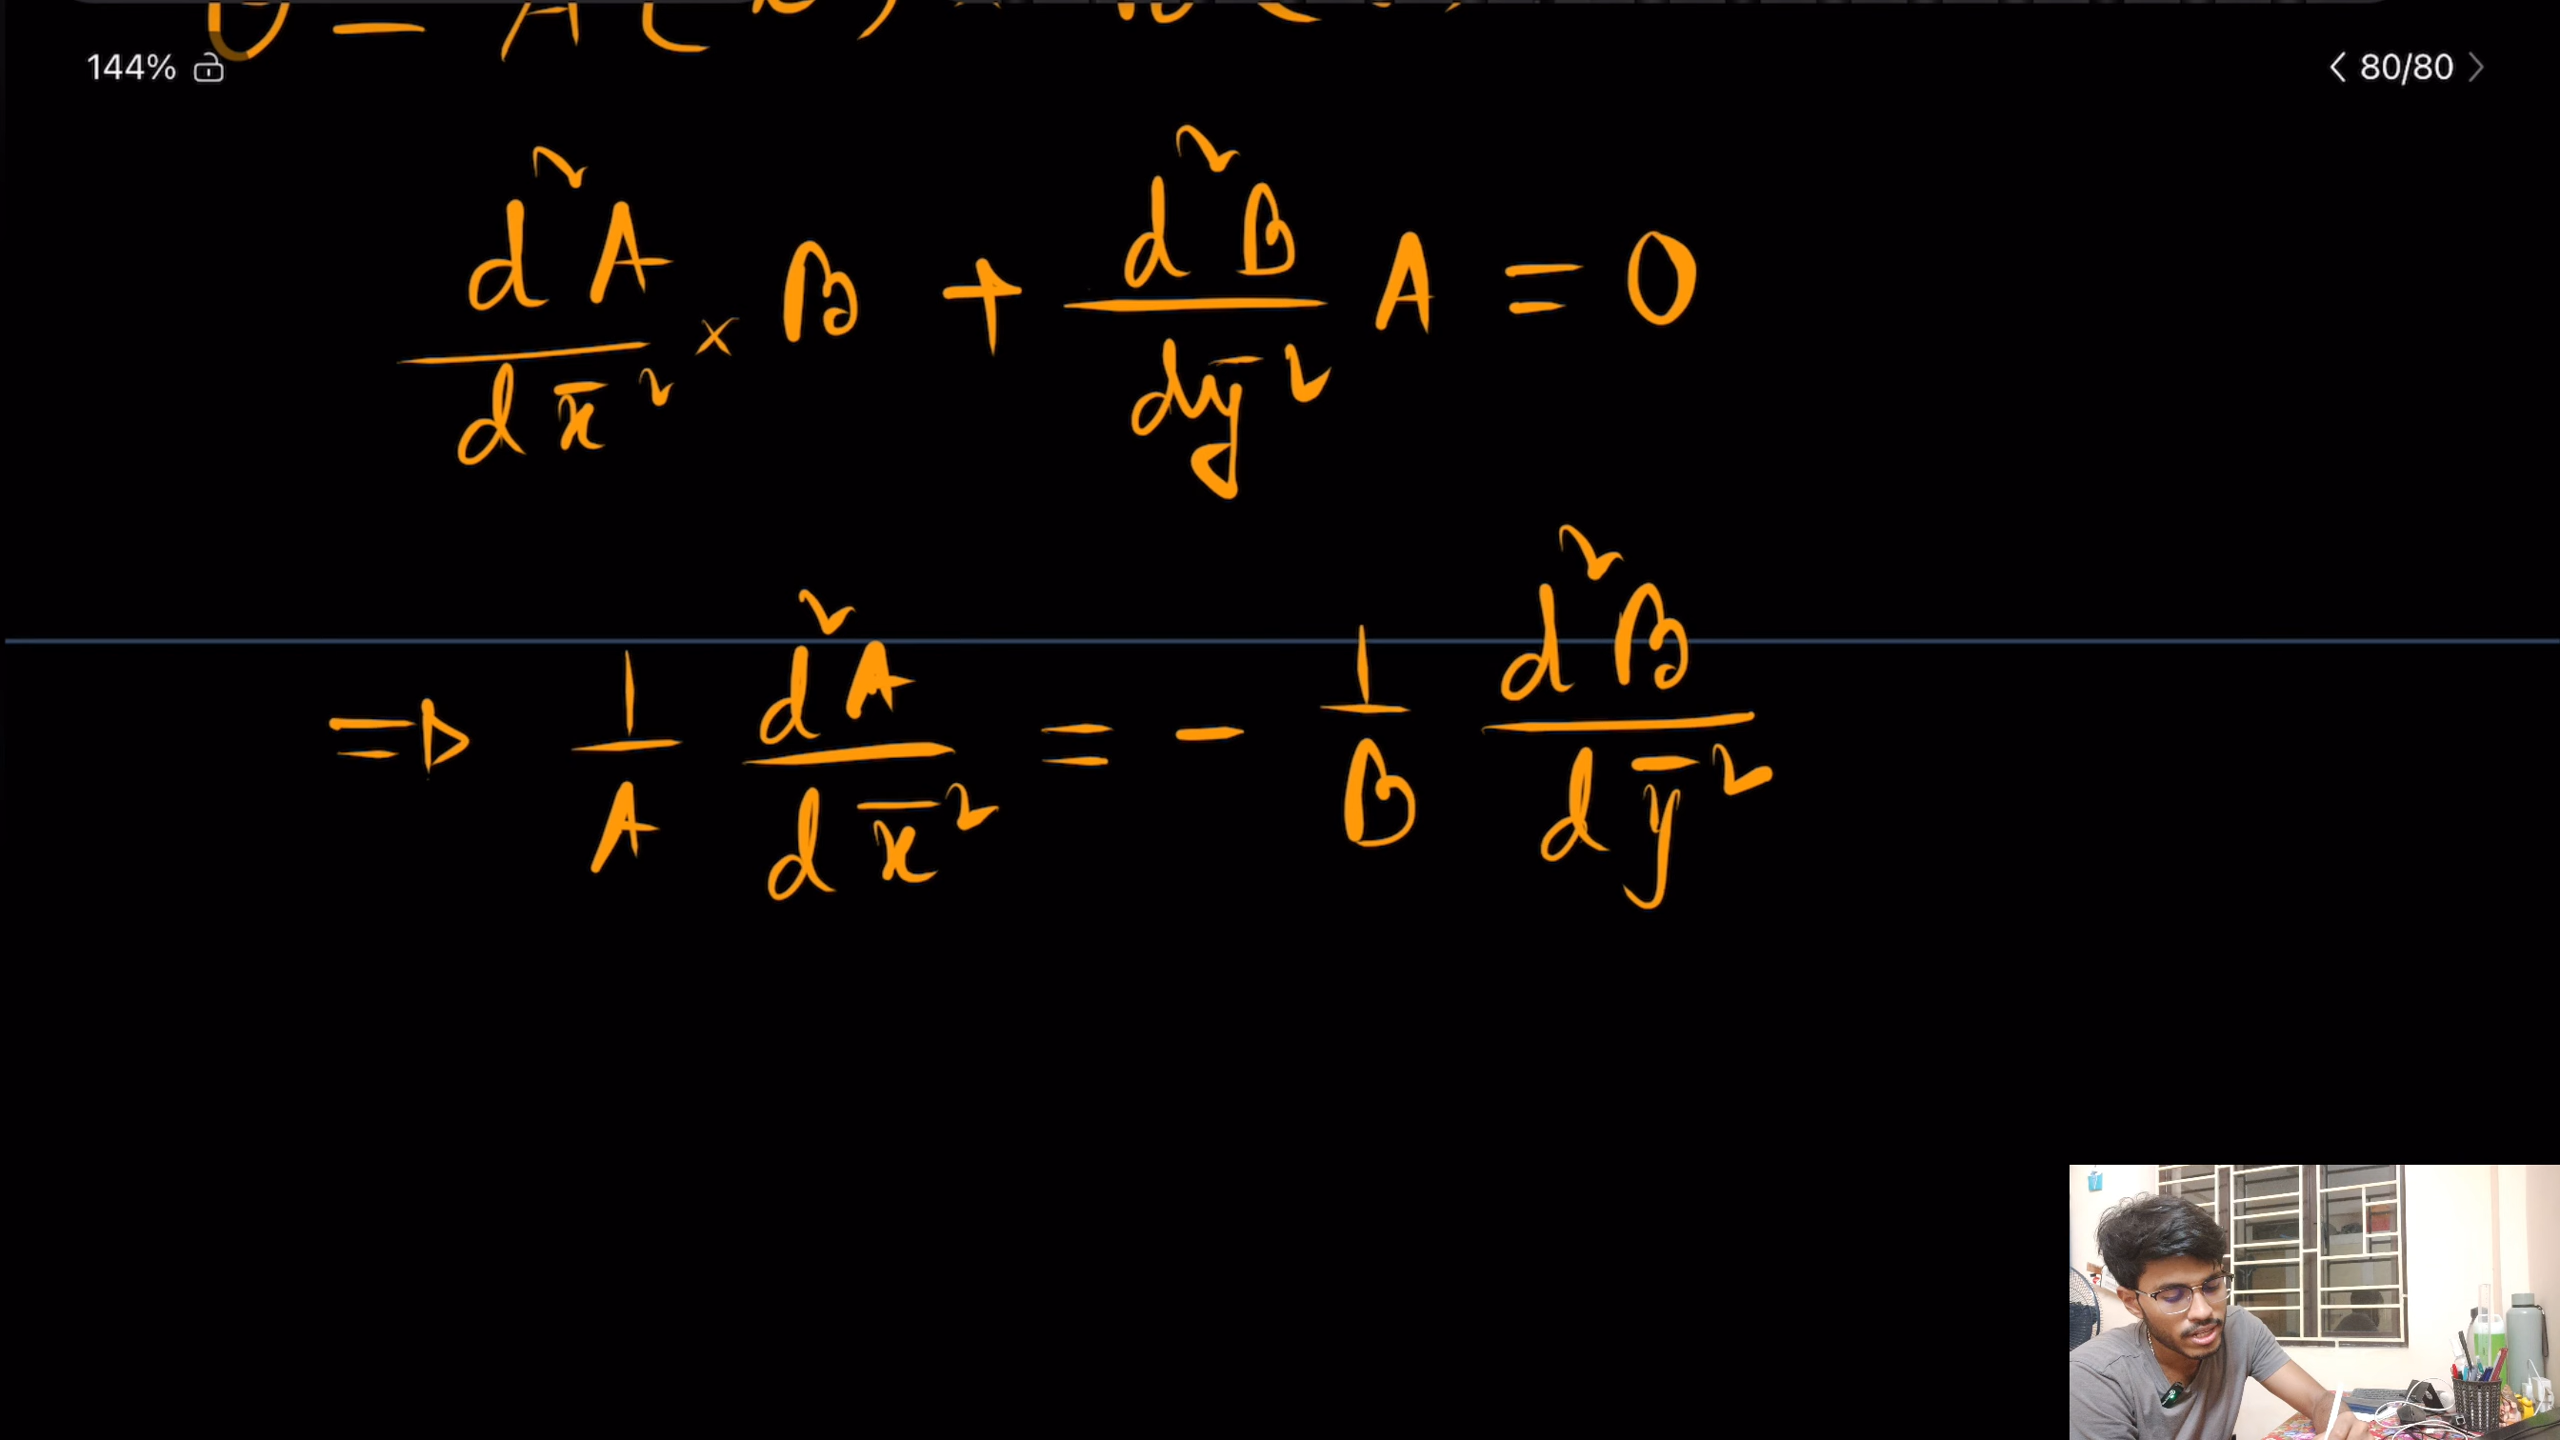 θ = A(x̄) × B(ȳ)
144%
< 80/80 >
d²A/dx̄² × B + d²B/dȳ² A = 0
⇒ 1/A d²A/dx̄² = - 1/B d²B/dȳ²